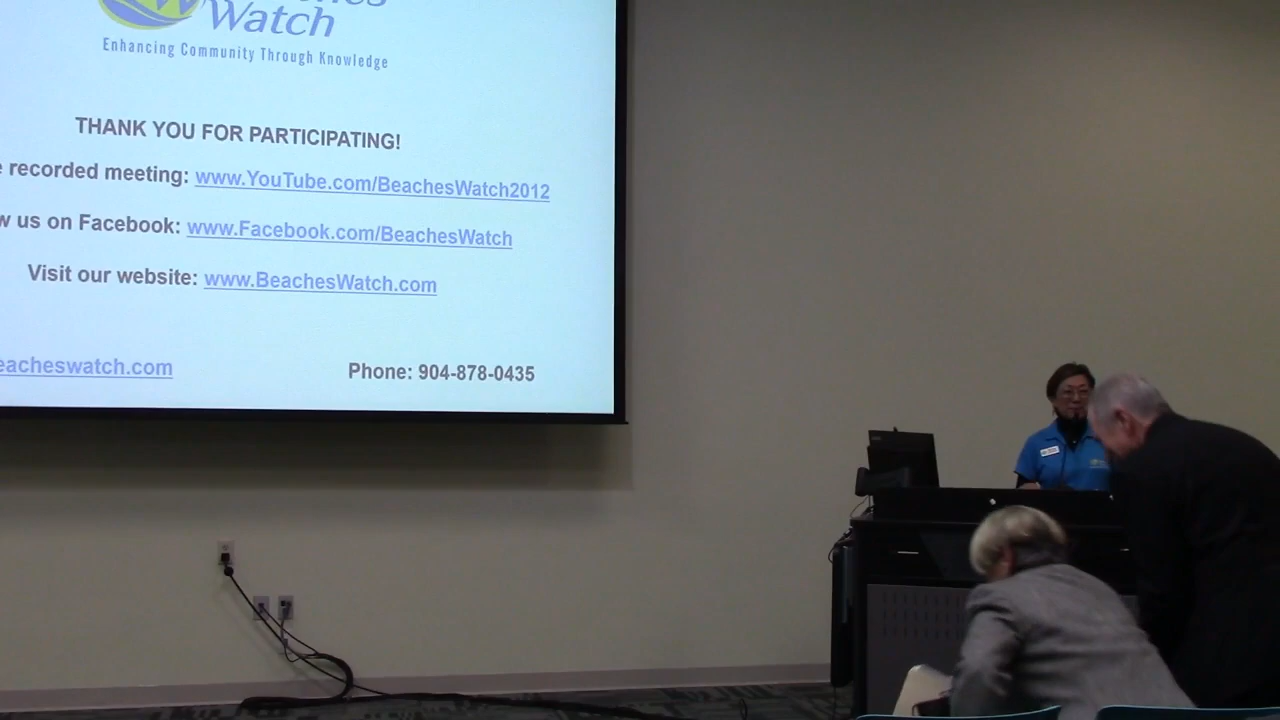 Watch
Enhancing Community Through Knowledge
THANK YOU FOR PARTICIPATING!
recorded meeting: www.YouTube.com/BeachesWatch2012
us on Facebook: www.Facebook.com/BeachesWatch
Visit our website: www.BeachesWatch.com
eacheswatch.com Phone: 904-878-0435